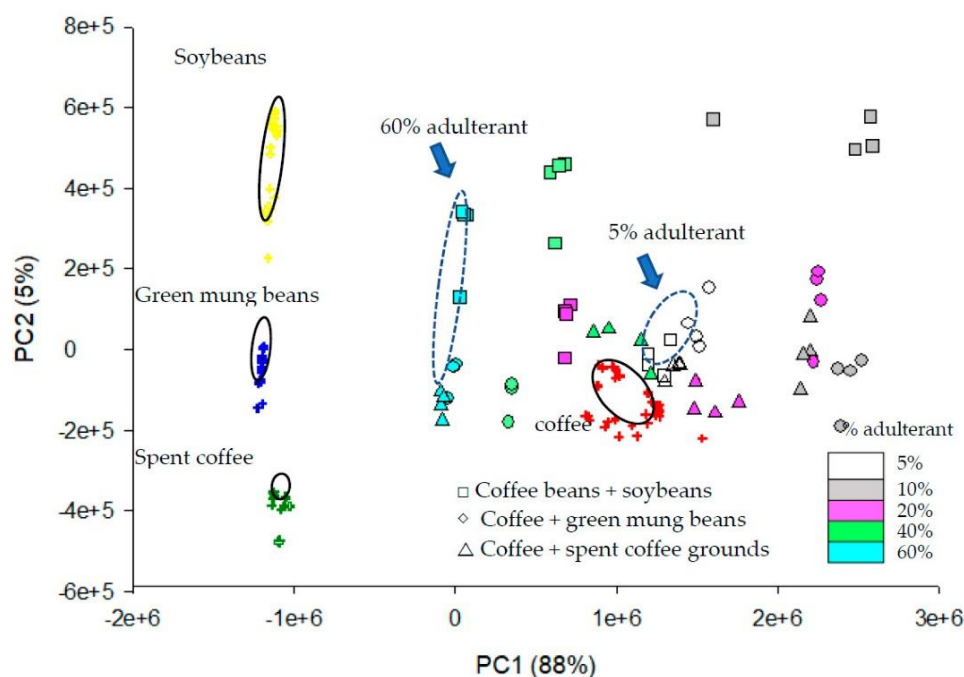 8e+5
Soybeans
6e+5
60% adulterant
4e+5
5% adulterant
2e+5
Green mung beans
PC2 (5%)
0
-2e+5
coffee
% adulterant
Spent coffee
5%
Coffee beans + soybeans
10%
-4e+5
Coffee + green mung beans
20%
Coffee + spent coffee grounds
40%
60%
-6e+5
-2e+6 -1e+6 0 1e+6 2e+6 3e+6
PC1 (88%)